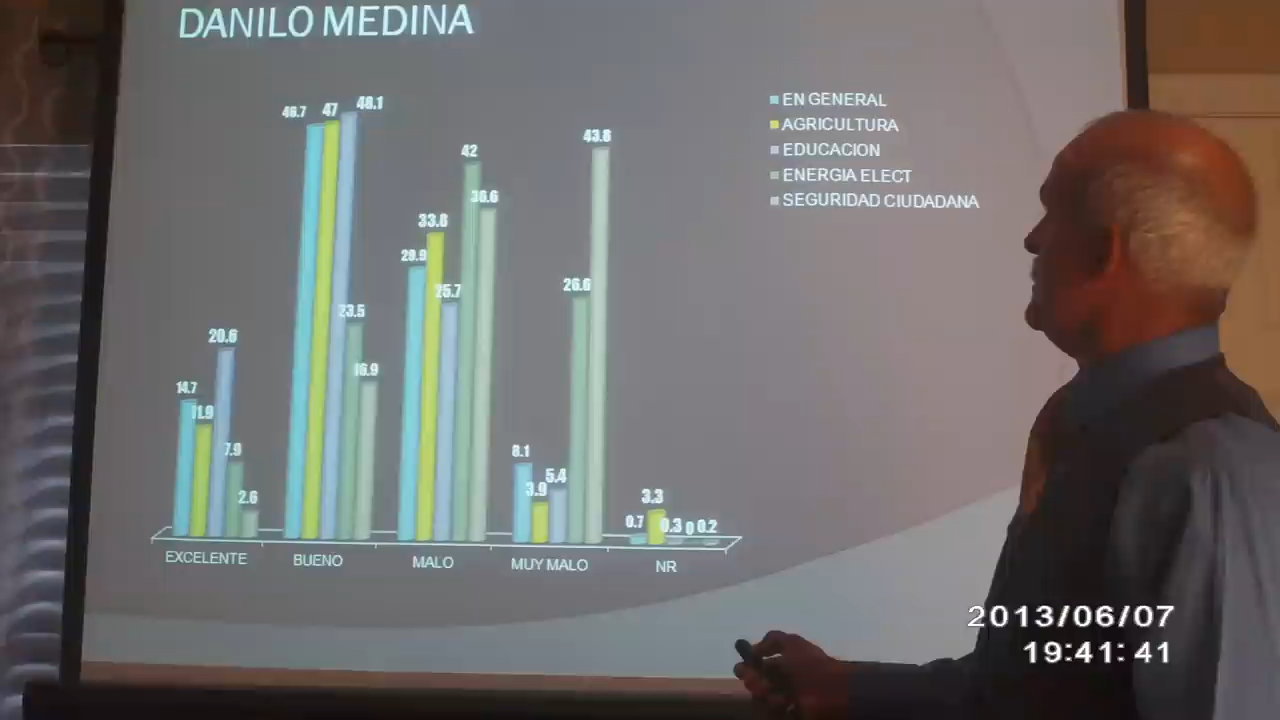 DANILO MEDINA
EN GENERAL
AGRICULTURA
EDUCACION
ENERGIA ELECT
SEGURIDAD CIUDADANA
14.7 11.9 20.6 7.9 2.6
46.7 47 48.1 23.5 16.9
29.9 33.8 25.7 42 36.6
8.1 3.9 5.4 26.6 43.8
0.7 3.3 0.3 0 0.2
EXCELENTE BUENO MALO MUY MALO NR
2013/06/07
19:41:41